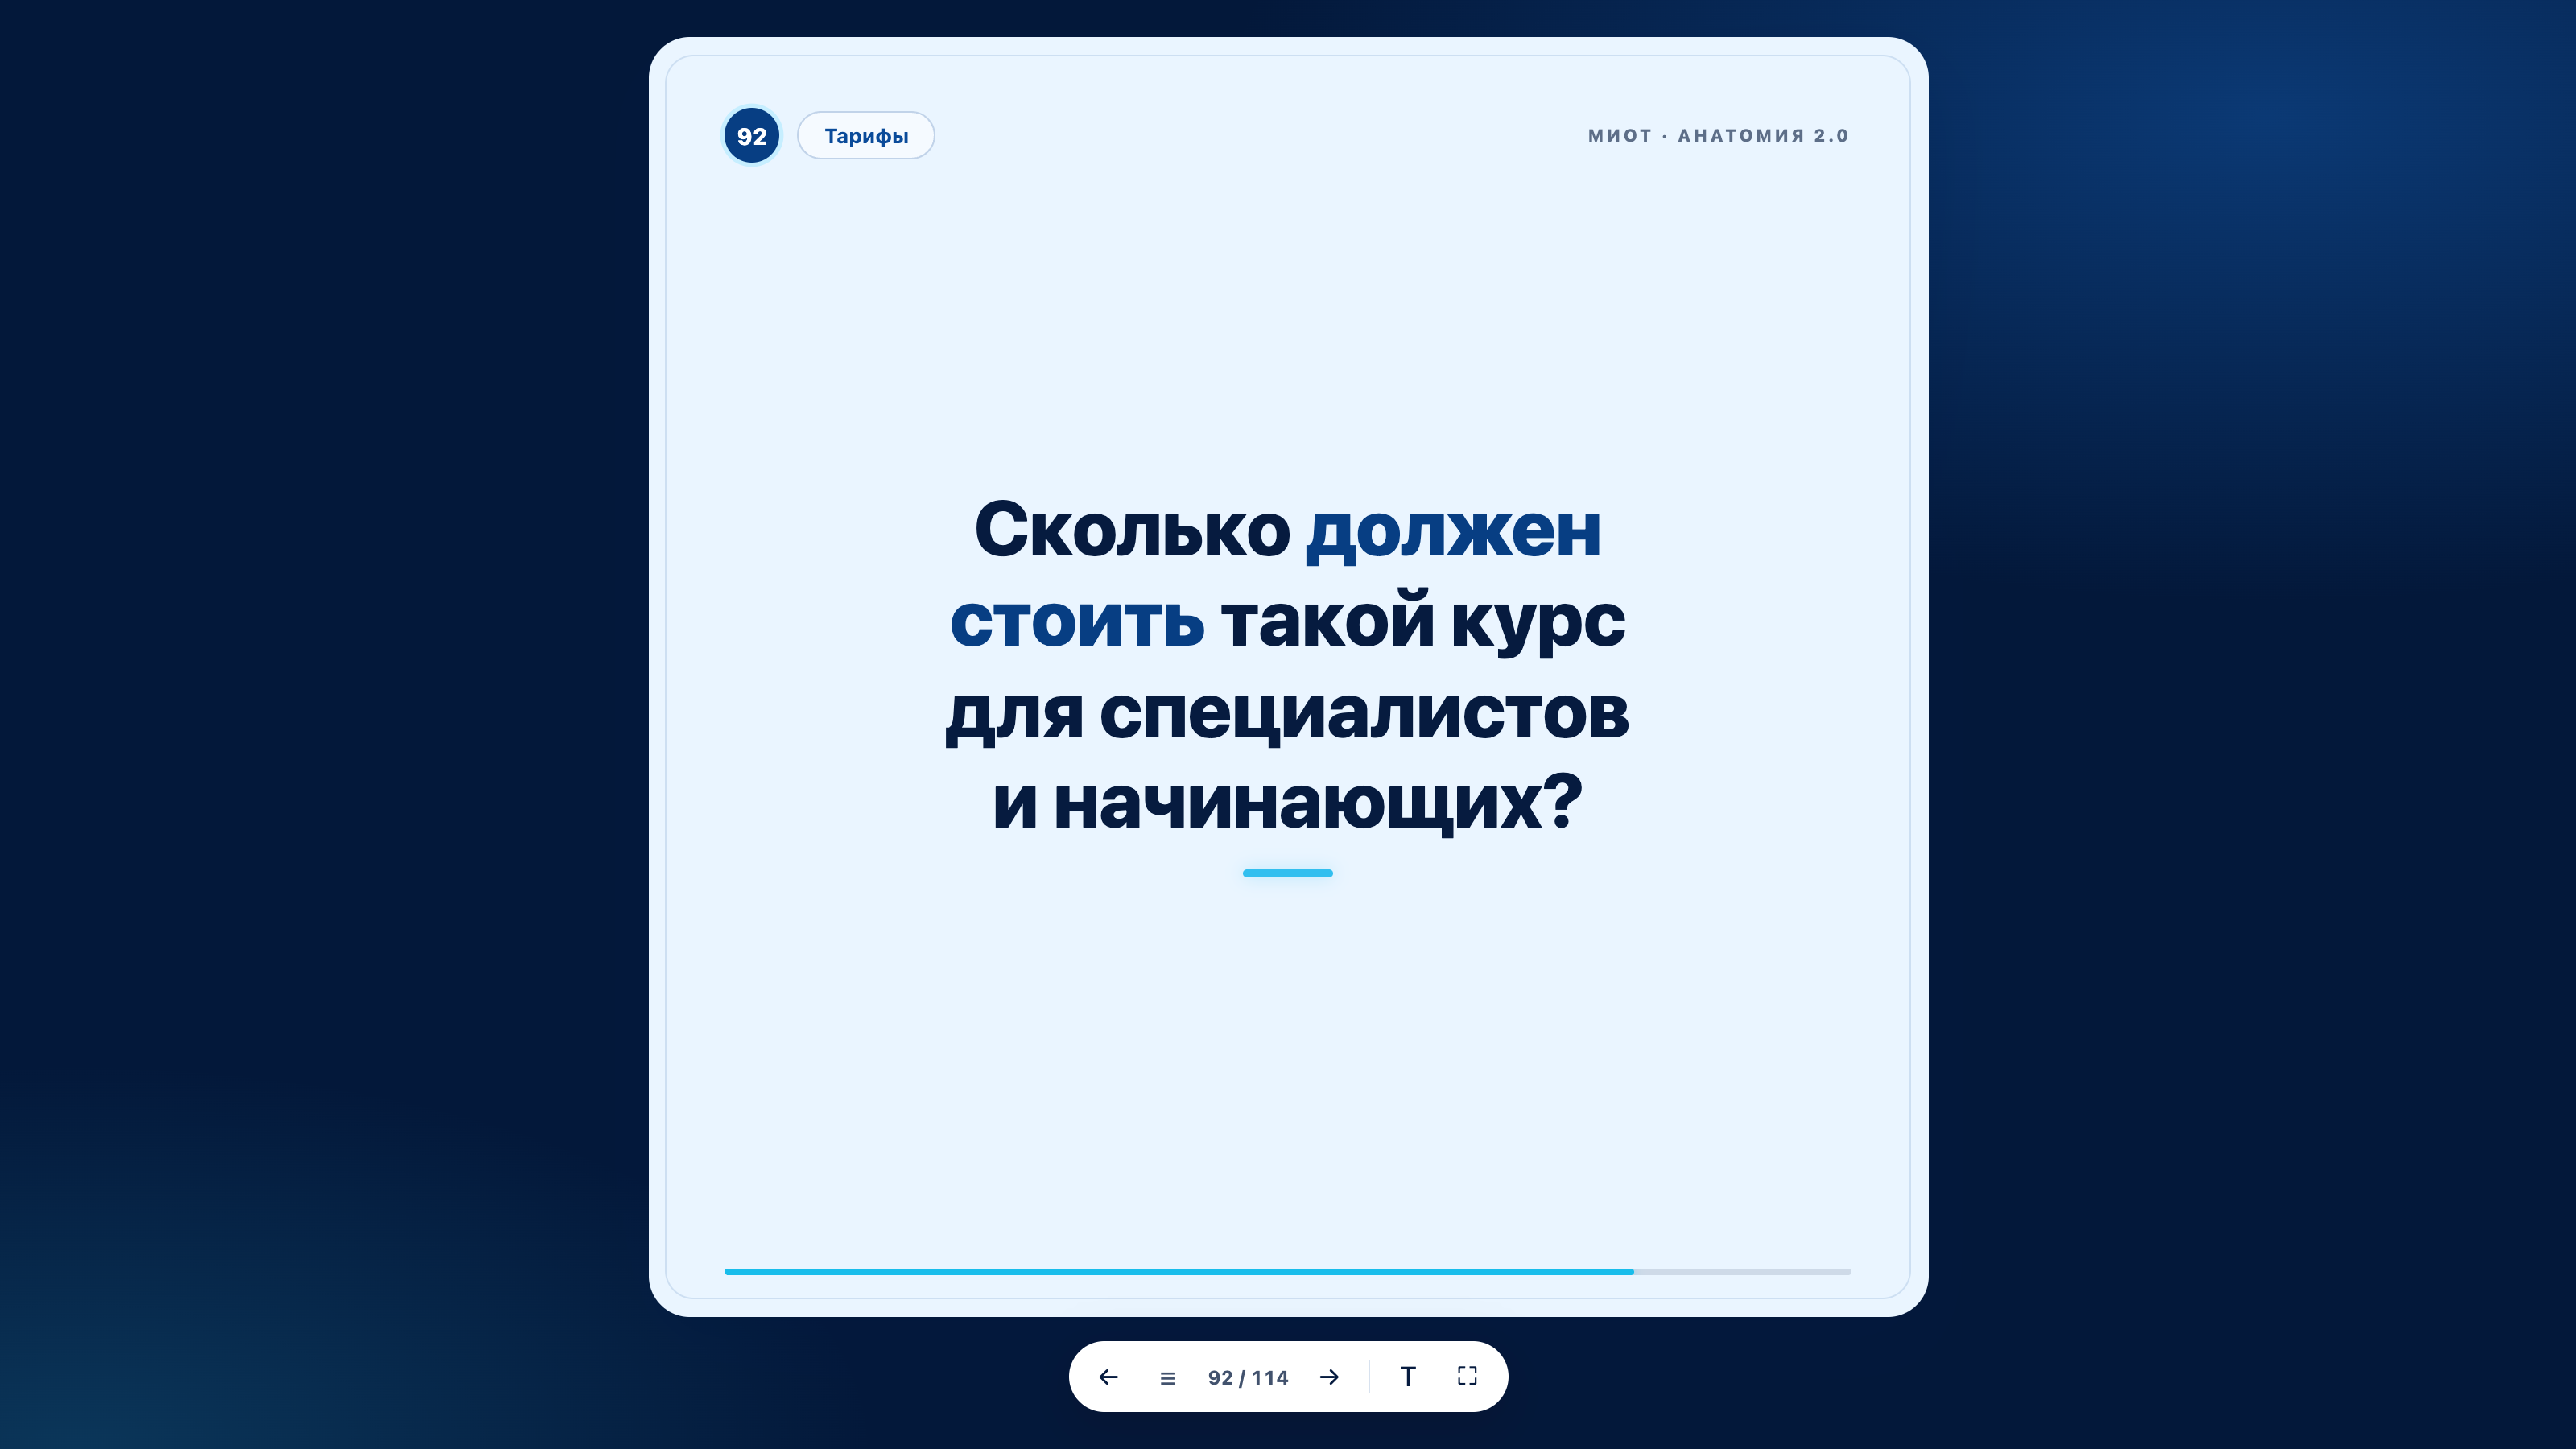 92 Тарифы МИОТ · АНАТОМИЯ 2.0
Сколько должен
стоить такой курс
для специалистов
и начинающих?
92 / 114 T